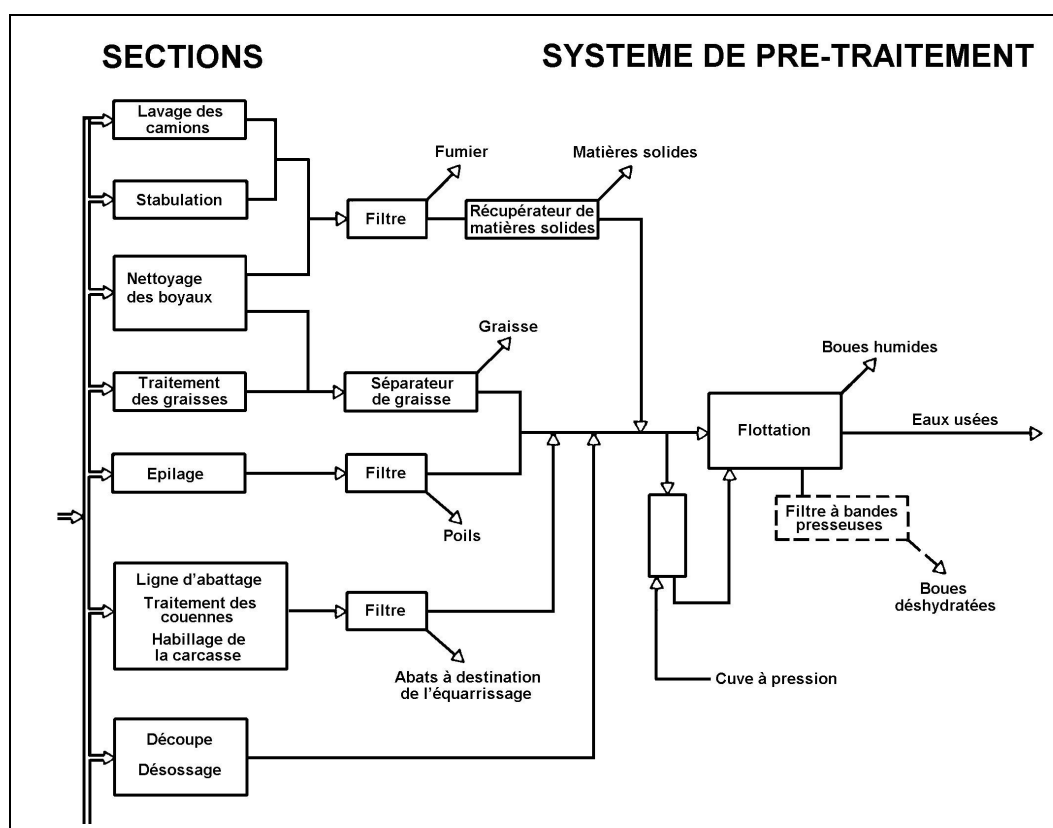 SECTIONS
SYSTEME DE PRE-TRAITEMENT
Lavage des
camions
Fumier
Matières solides
Stabulation
Filtre
Récupérateur de
matières solides
Nettoyage
des boyaux
Graisse
Boues humides
Traitement
des graisses
Séparateur
de graisse
Flottation
Eaux usées
Epilage
Filtre
Poils
Filtre à bandes
presseuses
Boues
déshydratées
Ligne d'abattage
Traitement des
couennes
Habillage de
la carcasse
Filtre
Abats à destination
de l'équarrissage
Cuve à pression
Découpe
Désossage